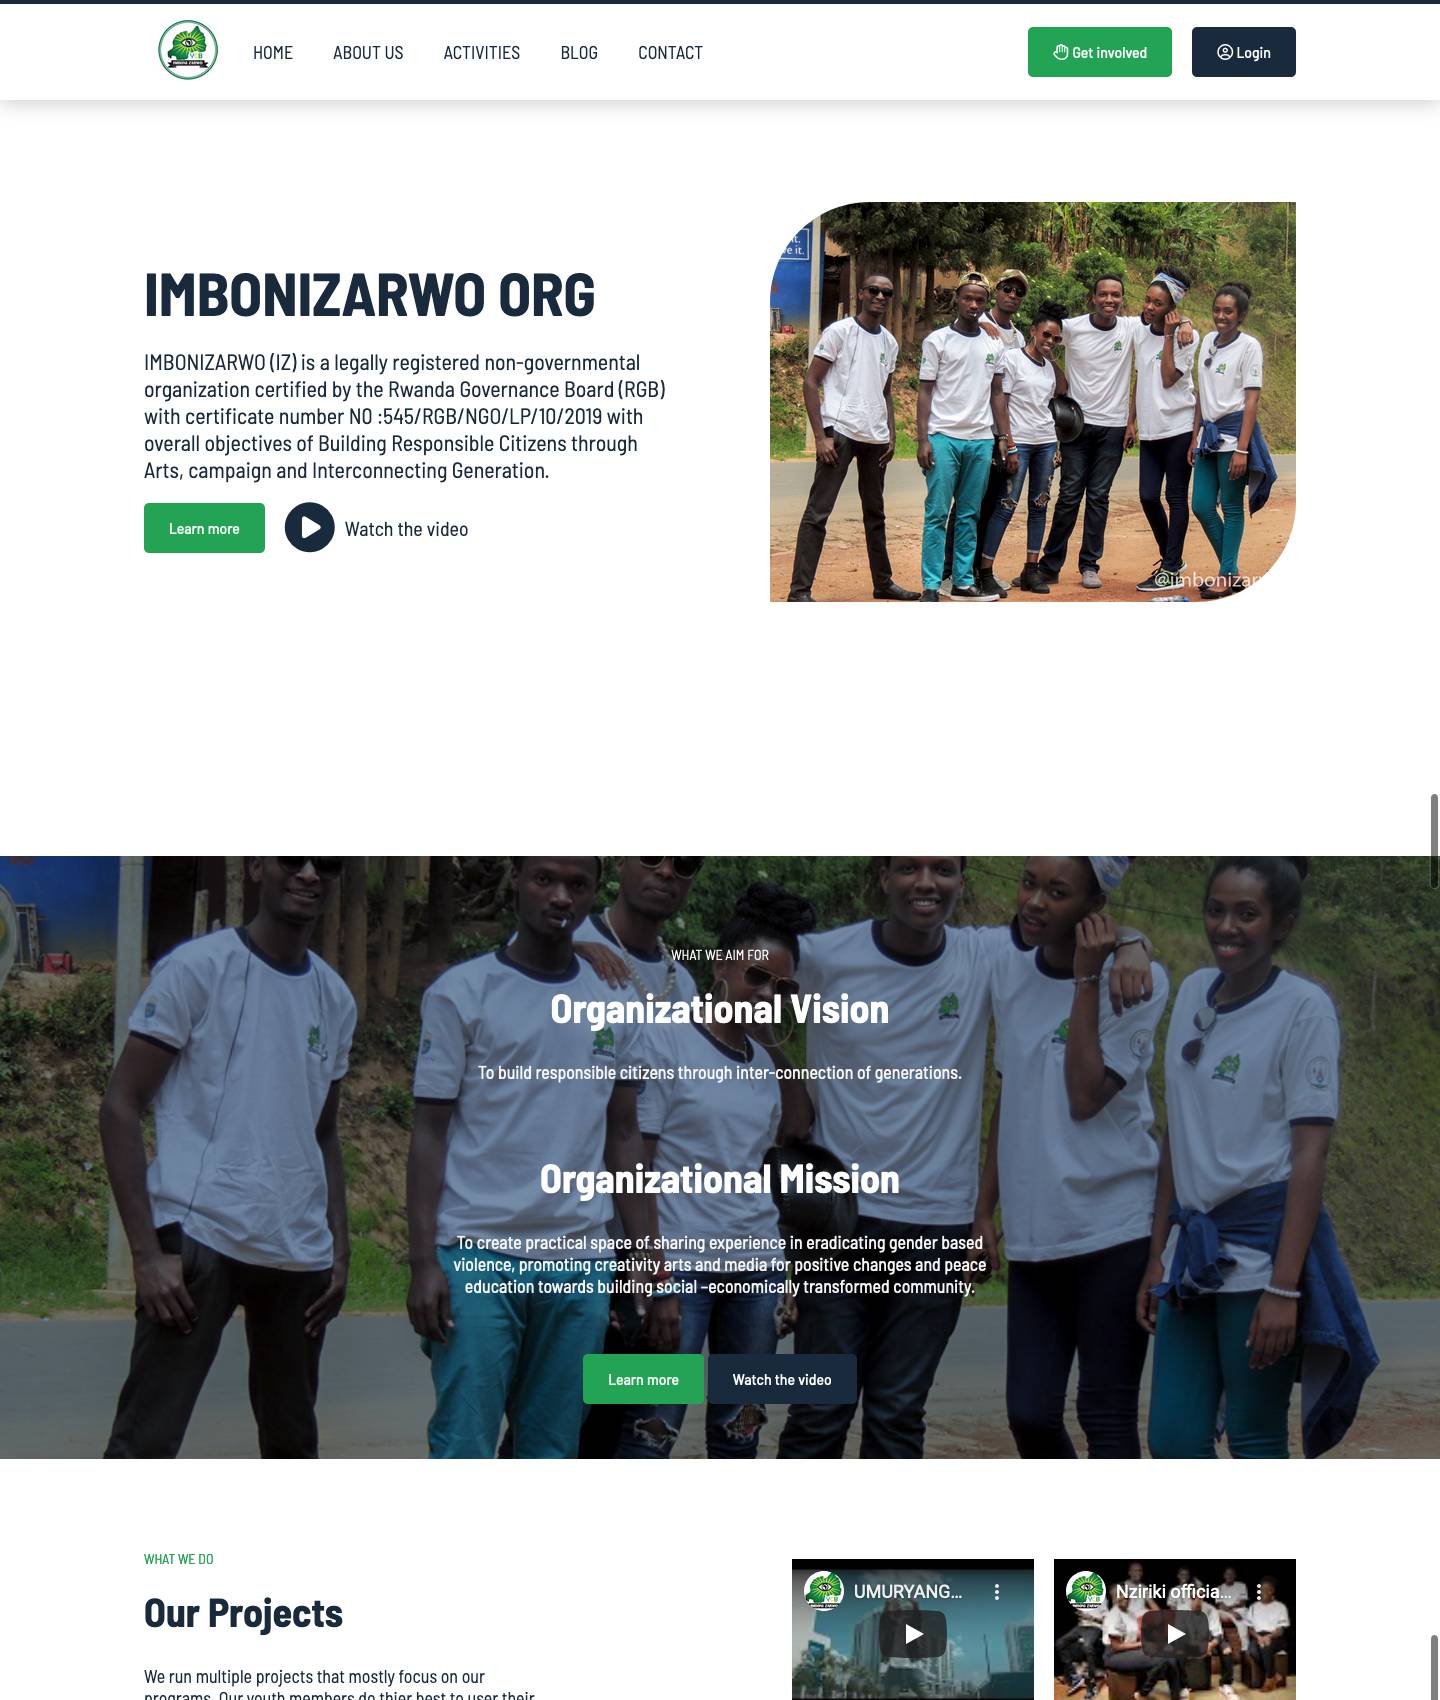 HOME ABOUT US ACTIVITIES BLOG CONTACT Get involved Login
IMBONIZARWO ORG
IMBONIZARWO (IZ) is a legally registered non-governmental
organization certified by the Rwanda Governance Board (RGB)
with certificate number N0 :545/RGB/NGO/LP/10/2019 with
overall objectives of Building Responsible Citizens through
Arts, campaign and Interconnecting Generation.
Learn more Watch the video
WHAT WE AIM FOR
Organizational Vision
To build responsible citizens through inter-connection of generations.
Organizational Mission
To create practical space of sharing experience in eradicating gender based
violence, promoting creativity arts and media for positive changes and peace
education towards building social –economically transformed community.
Learn more Watch the video
WHAT WE DO
Our Projects
We run multiple projects that mostly focus on our
programs. Our youth members do thier best to user their
UMURYANG...
Nziriki officia...